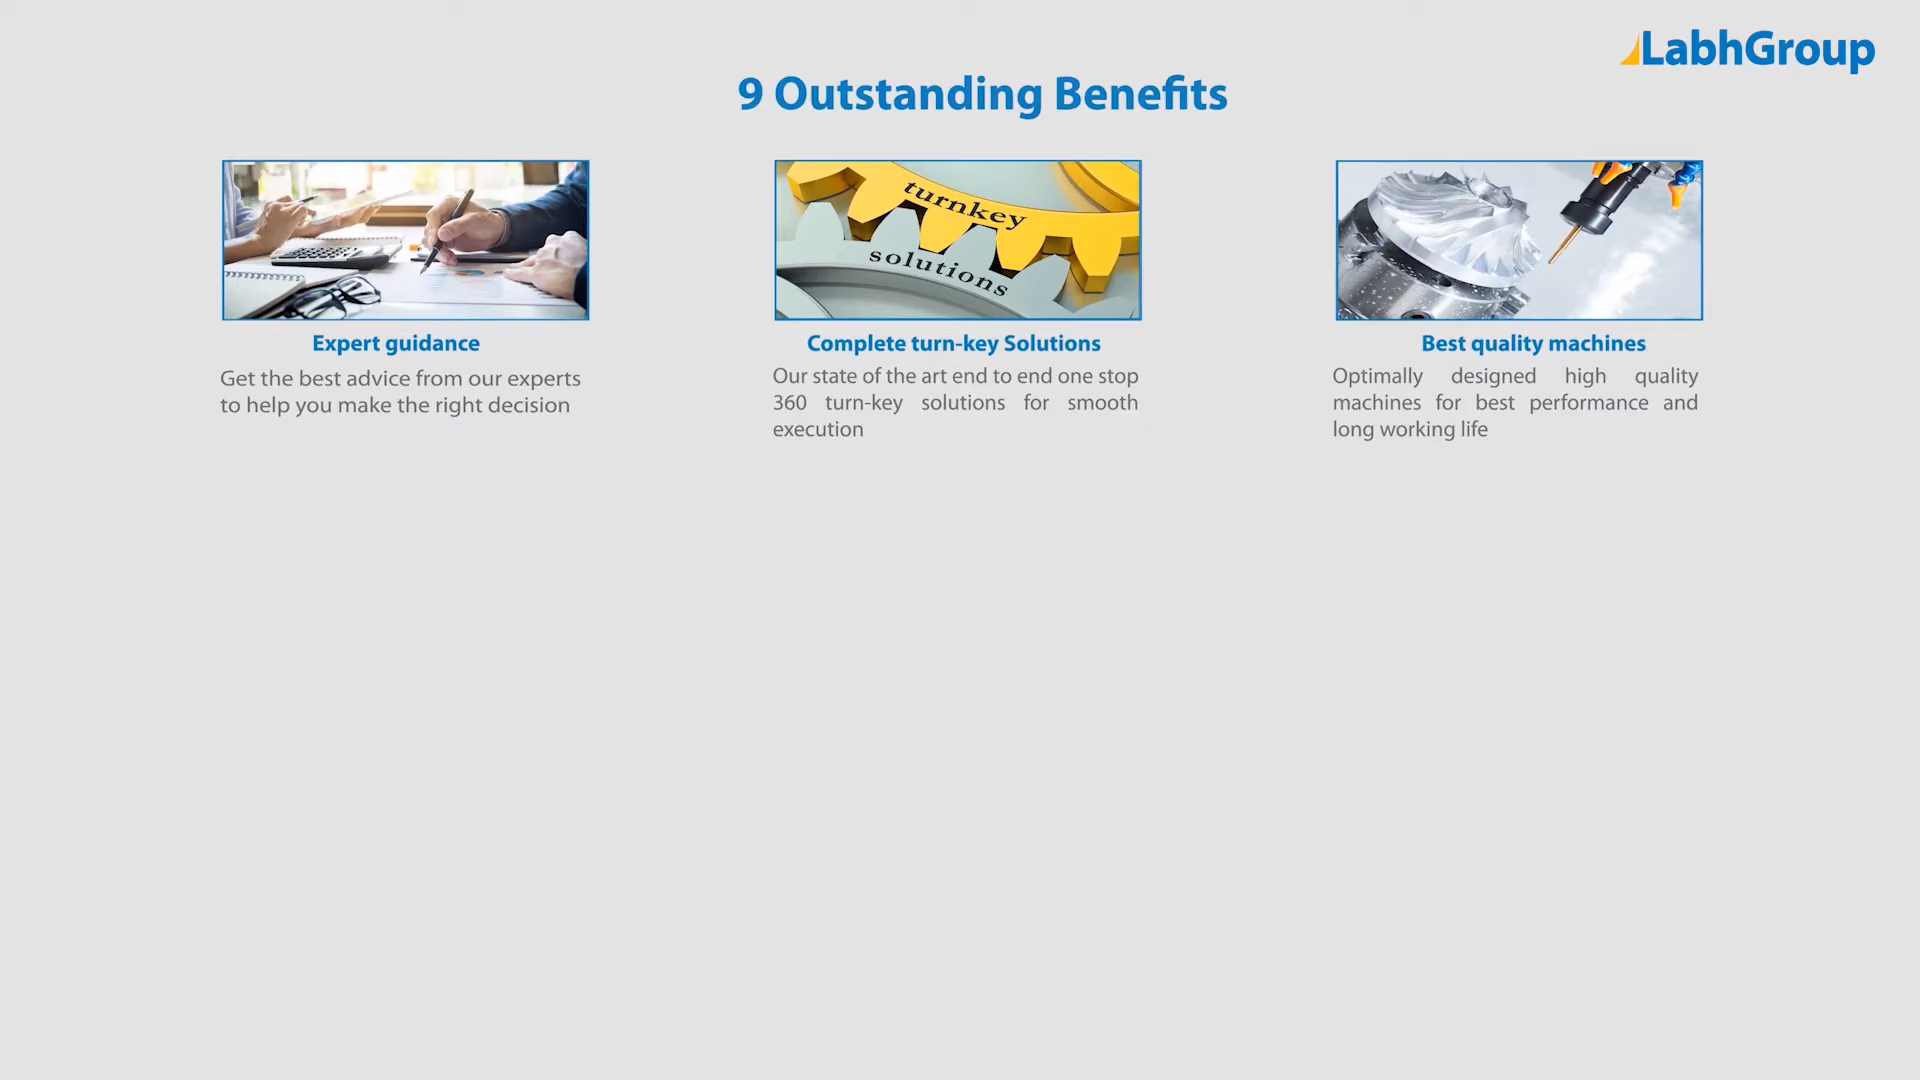 LabhGroup
9 Outstanding Benefits
turnkey
solutions
Expert guidance
Get the best advice from our experts
to help you make the right decision
Complete turn-key Solutions
Our state of the art end to end one stop
360 turn-key solutions for smooth
execution
Best quality machines
Optimally designed high quality
machines for best performance and
long working life